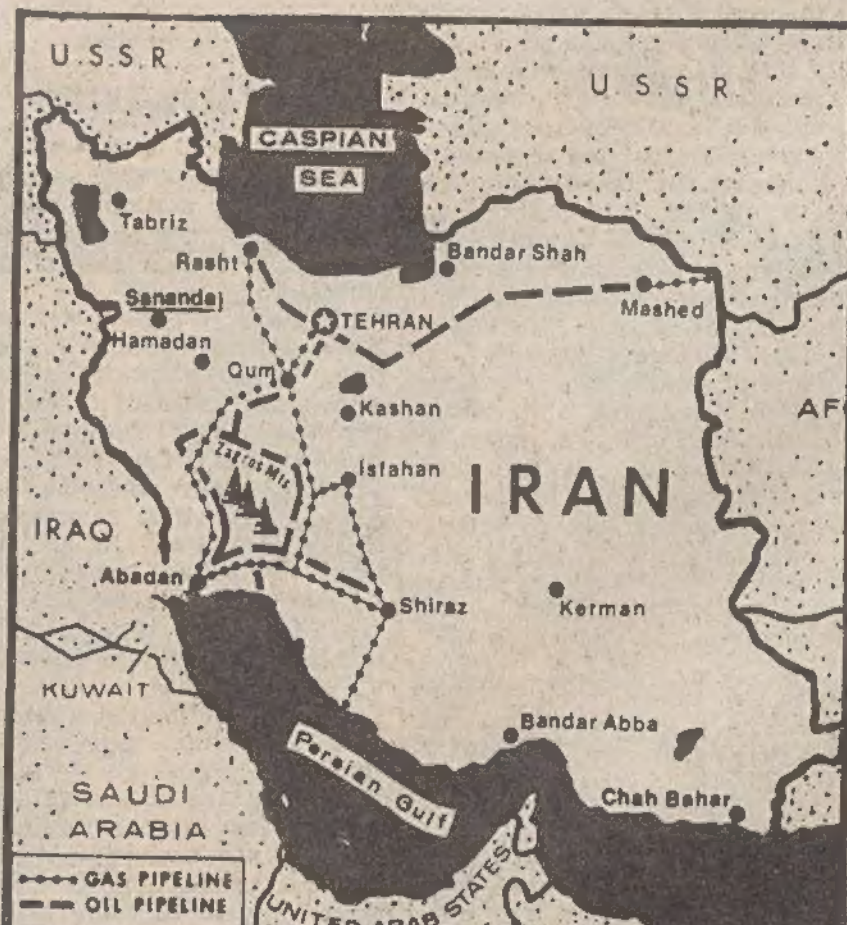 U.S.S.R.
U.S.S.R.
CASPIAN
SEA
Tabriz
Rasht
Bandar Shah
Sanandaj
TEHRAN
Mashed
Hamadan
Qum
Kashan
AF
Zagros Mts.
Isfahan
IRAN
IRAQ
Abadan
Shiraz
Kerman
KUWAIT
Bandar Abba
Persian Gulf
SAUDI
ARABIA
Chah Bahar
GAS PIPELINE
OIL PIPELINE
UNITED ARAB STATES